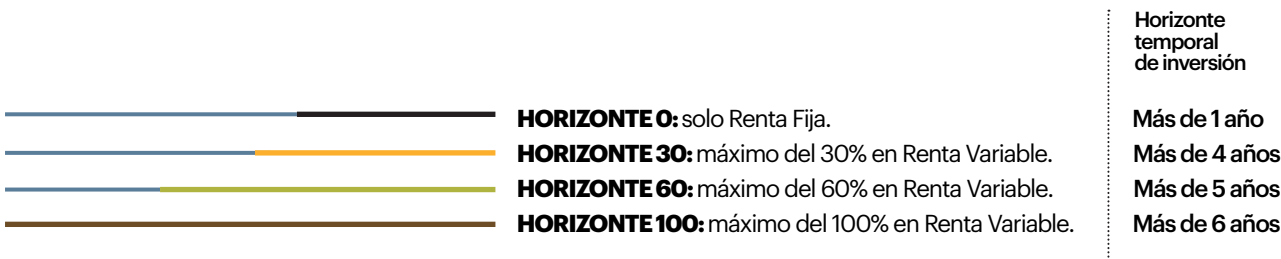 Horizonte
temporal
de inversión
HORIZONTE 0: solo Renta Fija. Más de 1 año
HORIZONTE 30: máximo del 30% en Renta Variable. Más de 4 años
HORIZONTE 60: máximo del 60% en Renta Variable. Más de 5 años
HORIZONTE 100: máximo del 100% en Renta Variable. Más de 6 años